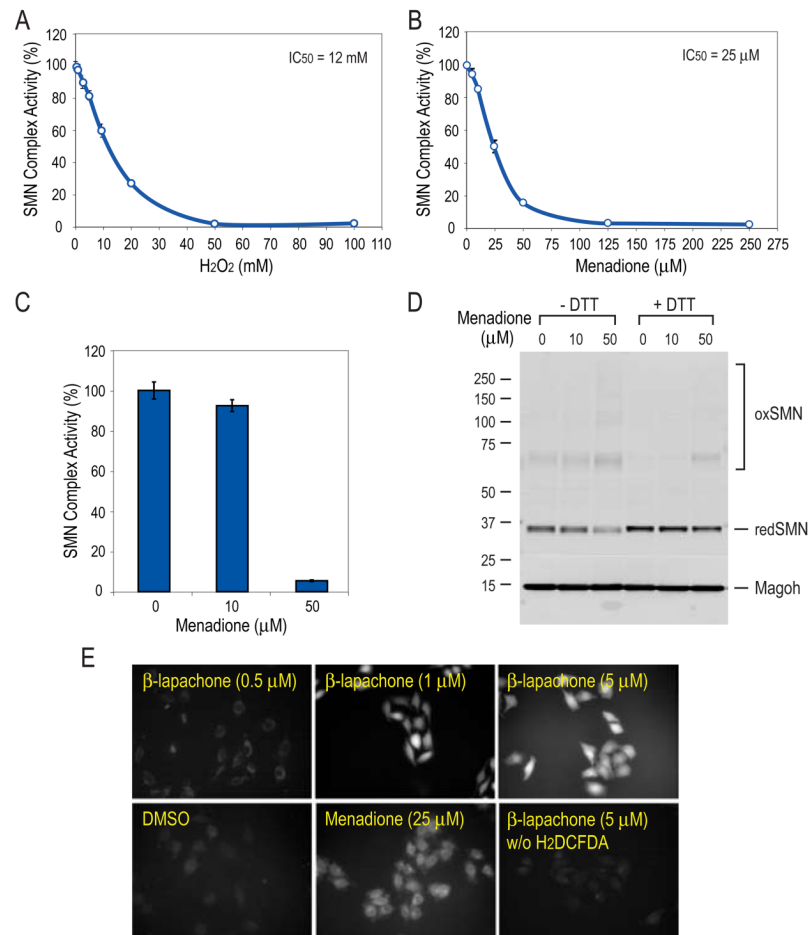 A
120
100
80
60
40
20
0
SMN Complex Activity (%)
IC50 = 12 mM
0 10 20 30 40 50 60 70 80 90 100 110
H2O2 (mM)
B
120
100
80
60
40
20
0
SMN Complex Activity (%)
IC50 = 25 μM
0 25 50 75 100 125 150 175 200 225 250 275
Menadione (μM)
C
120
100
80
60
40
20
0
SMN Complex Activity (%)
0 10 50
Menadione (μM)
D
- DTT + DTT
Menadione
(μM) 0 10 50 0 10 50
250
150
100
75
50
37
25
15
oxSMN
redSMN
Magoh
E
β-lapachone (0.5 μM) β-lapachone (1 μM) β-lapachone (5 μM)
DMSO Menadione (25 μM) β-lapachone (5 μM)
w/o H2DCFDA